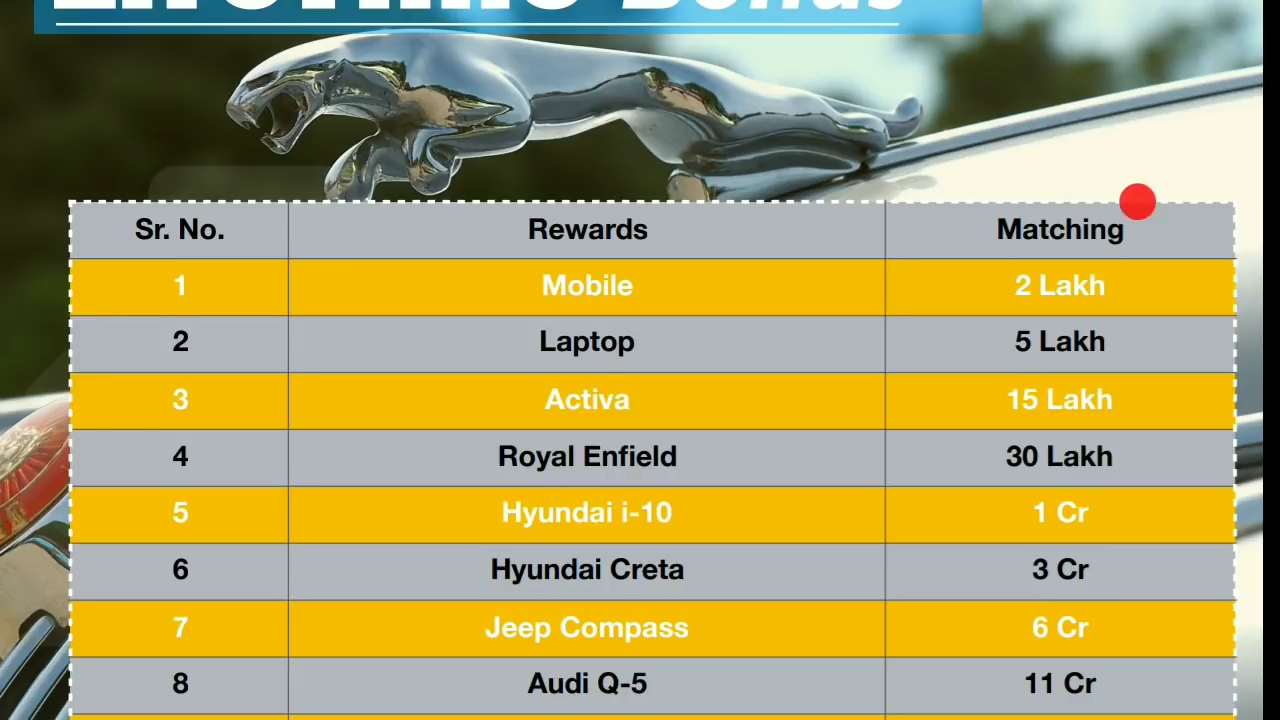 Bonus
Sr. No. Rewards Matching
1 Mobile 2 Lakh
2 Laptop 5 Lakh
3 Activa 15 Lakh
4 Royal Enfield 30 Lakh
5 Hyundai i-10 1 Cr
6 Hyundai Creta 3 Cr
7 Jeep Compass 6 Cr
8 Audi Q-5 11 Cr